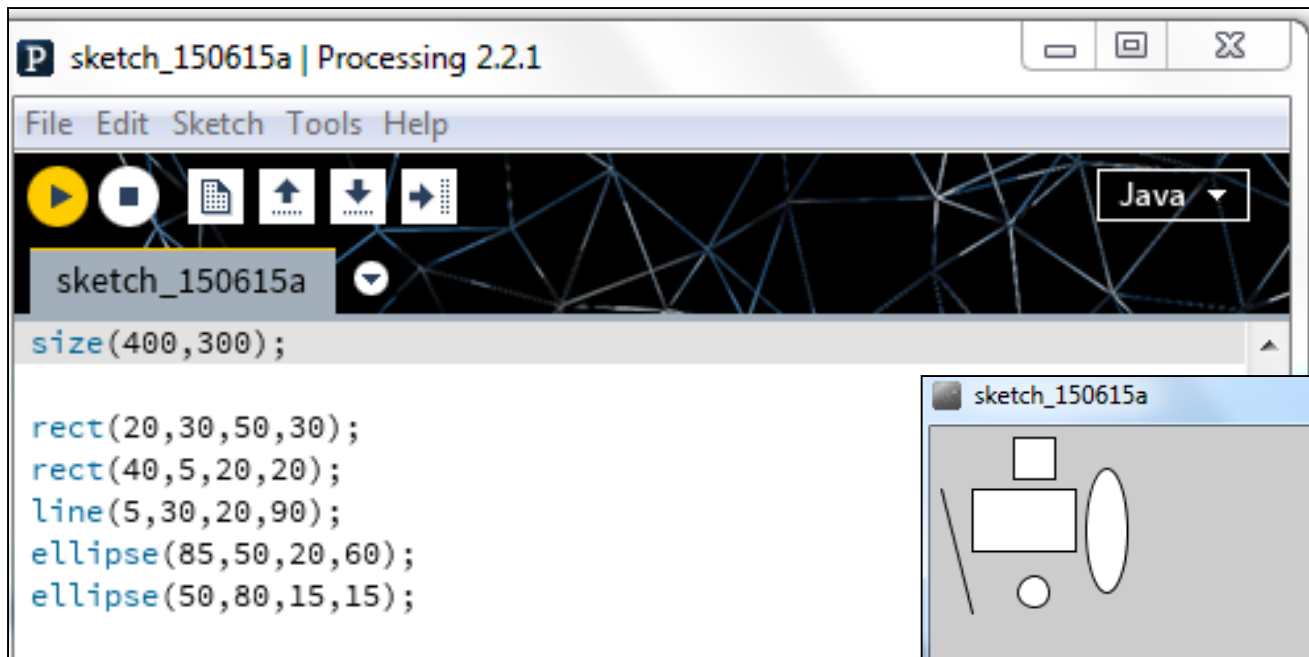 P sketch_150615a | Processing 2.2.1
File Edit Sketch Tools Help
Java
sketch_150615a
size(400,300);
rect(20,30,50,30);
rect(40,5,20,20);
line(5,30,20,90);
ellipse(85,50,20,60);
ellipse(50,80,15,15);
sketch_150615a